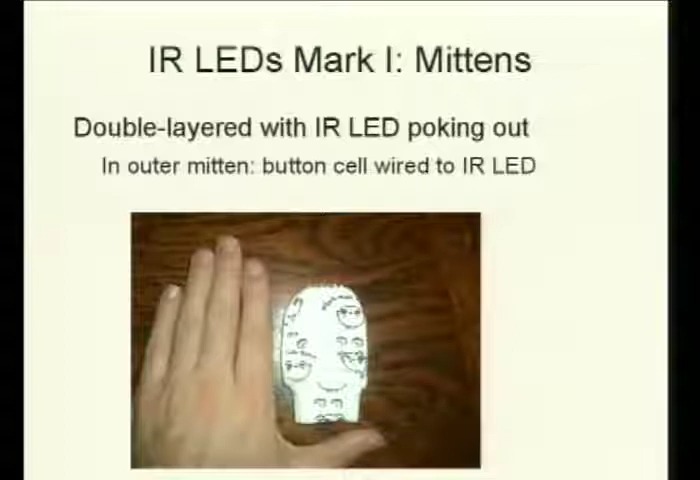 IR LEDs Mark I: Mittens
Double-layered with IR LED poking out
In outer mitten: button cell wired to IR LED